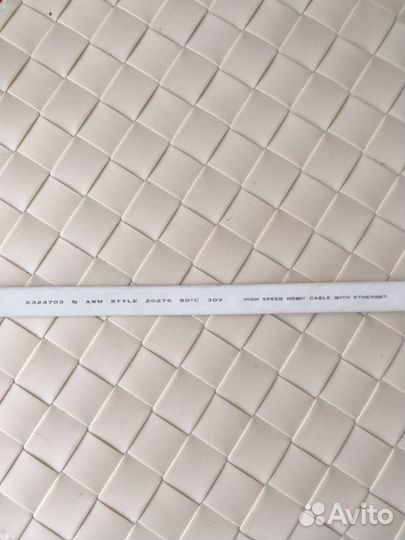 E324703 AWM STYLE 20276 80°C 30V HIGH SPEED HDMI® CABLE WITH ETHERNET
Avito